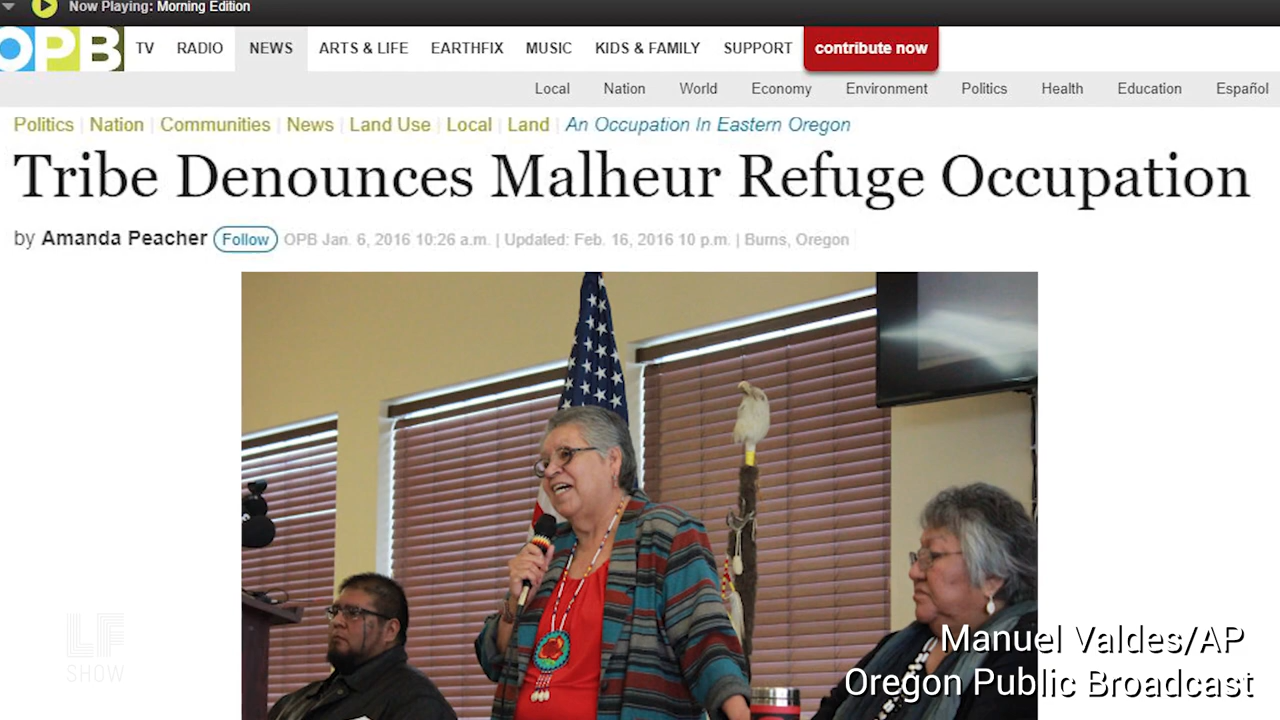 Now Playing: Morning Edition
OPB TV RADIO NEWS ARTS & LIFE EARTHFIX MUSIC KIDS & FAMILY SUPPORT contribute now
Local Nation World Economy Environment Politics Health Education Español
Politics | Nation | Communities | News | Land Use | Local | Land | An Occupation In Eastern Oregon
Tribe Denounces Malheur Refuge Occupation
by Amanda Peacher Follow OPB Jan. 6, 2016 10:26 a.m. | Updated: Feb. 16, 2016 10 p.m. | Burns, Oregon
LF
SHOW
Manuel Valdes/AP
Oregon Public Broadcast